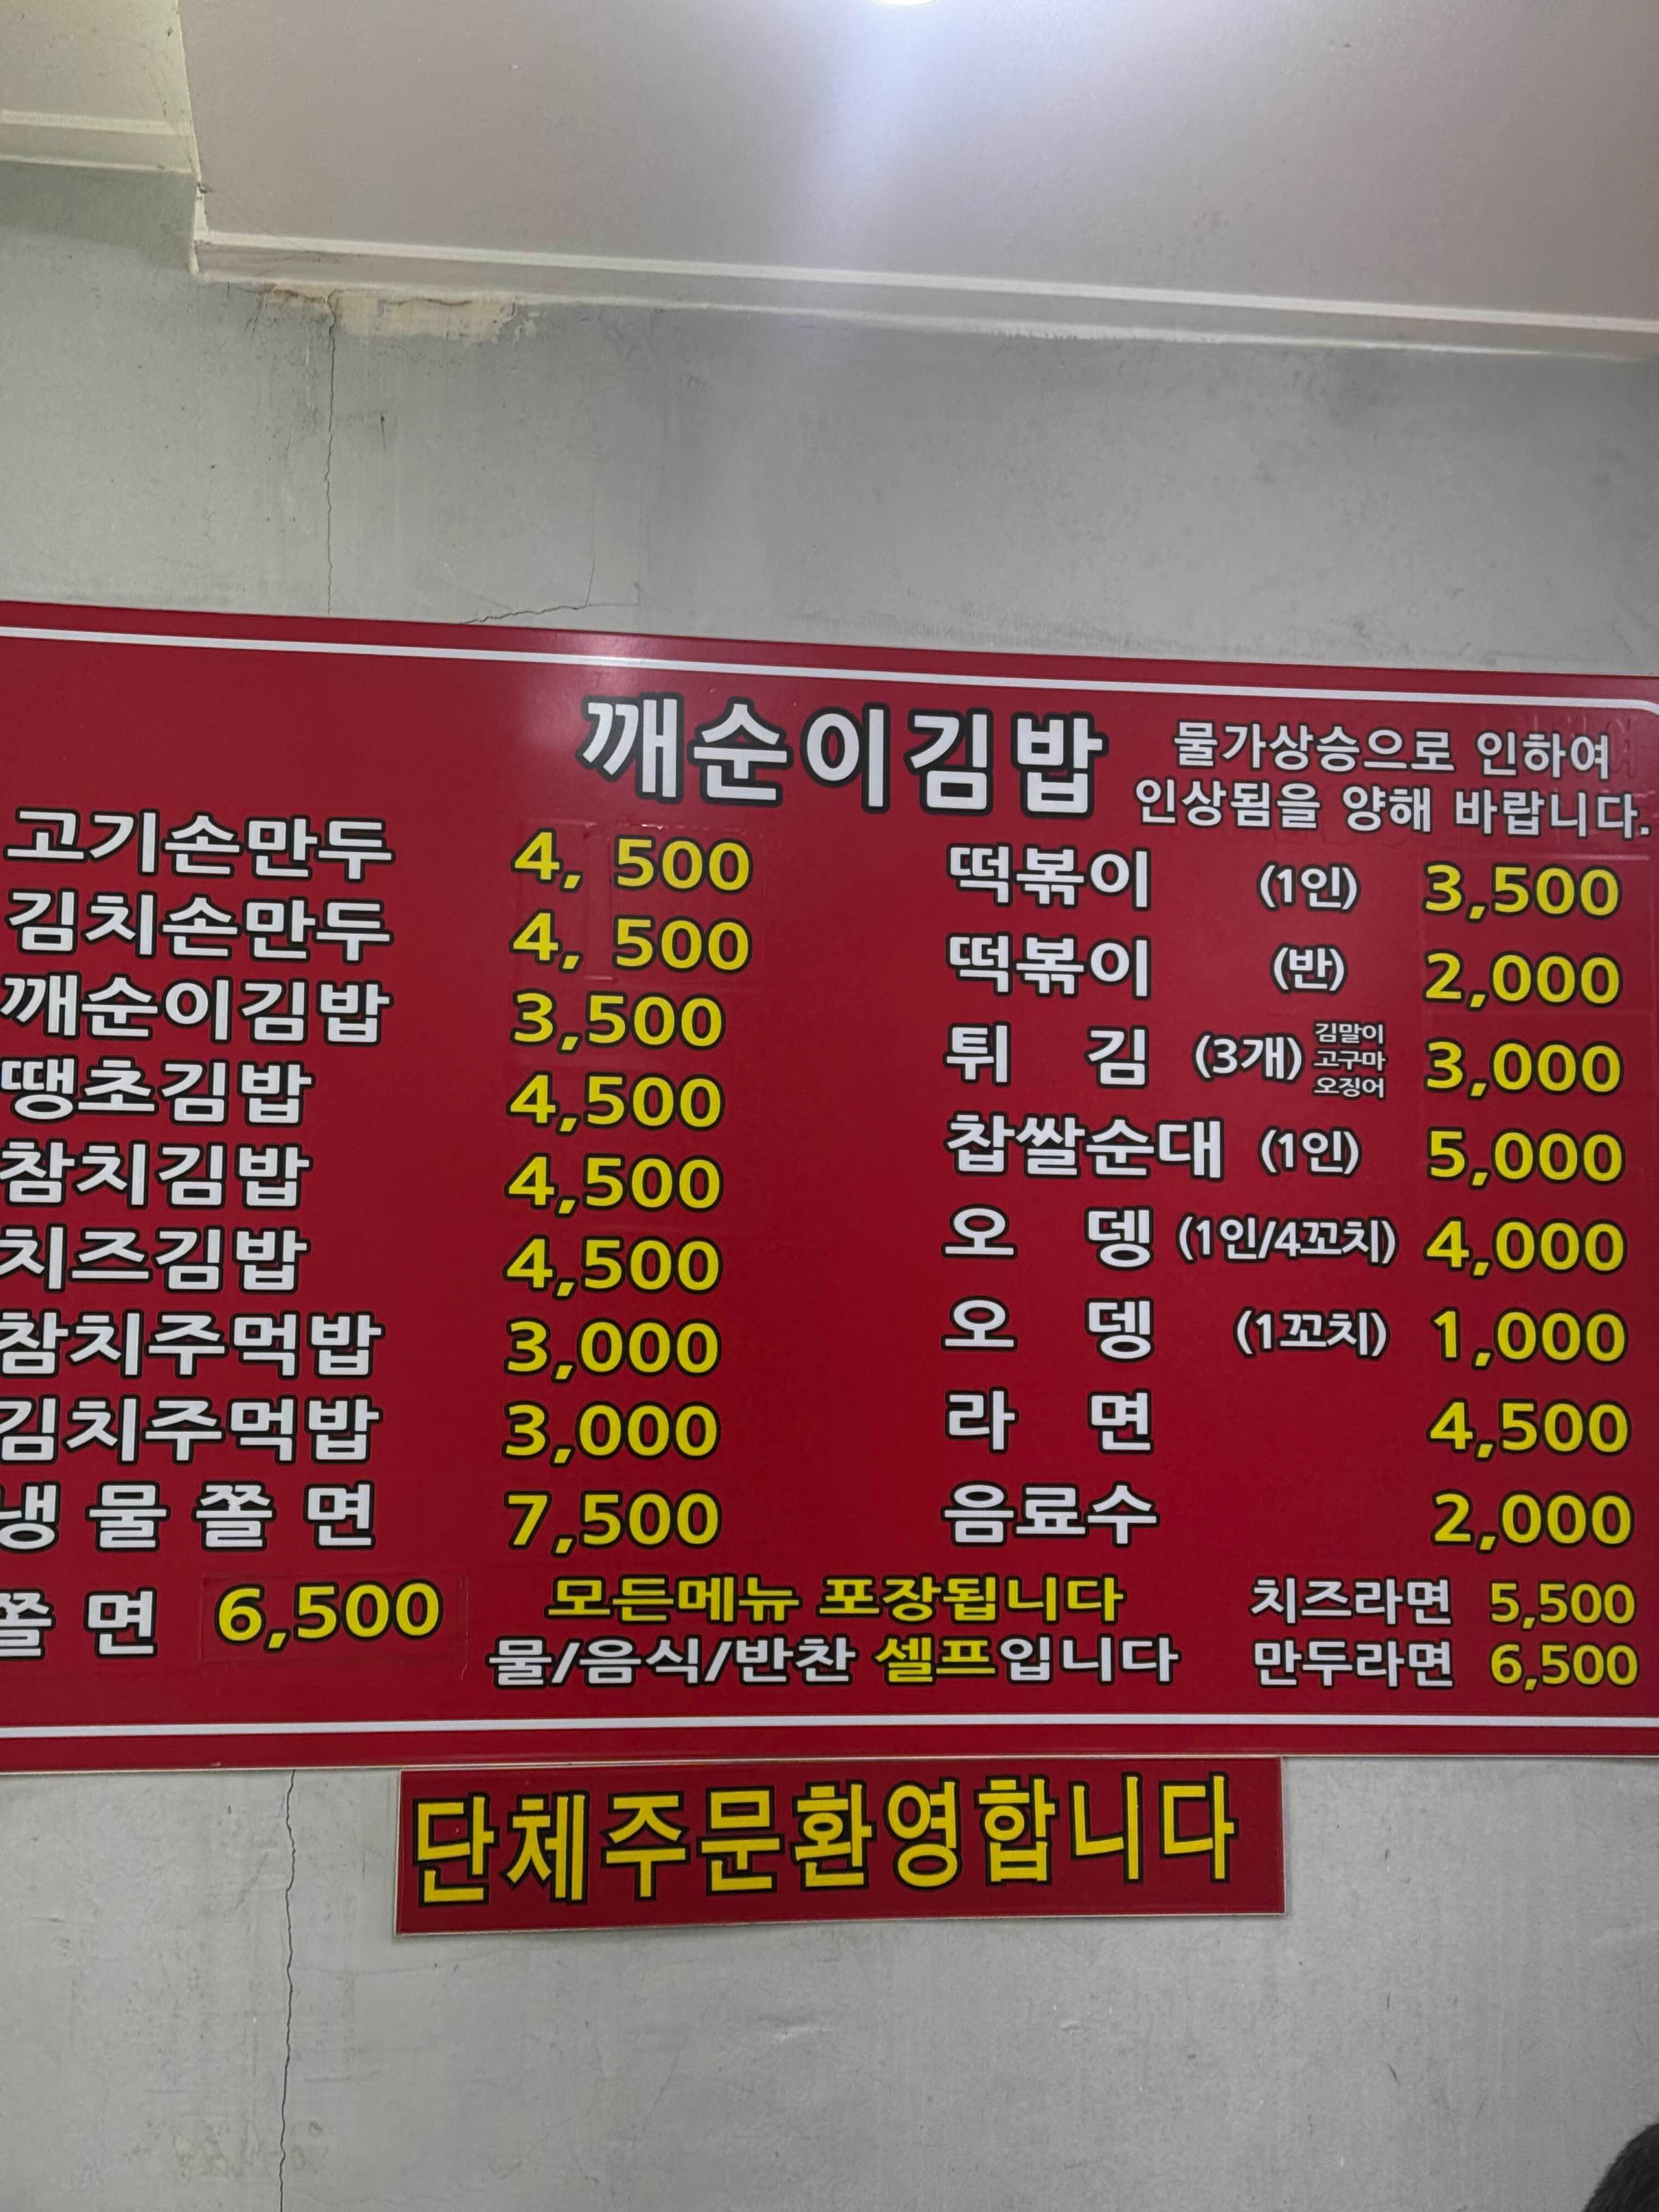 깨순이김밥
물가상승으로 인하여
인상됨을 양해 바랍니다.
고기손만두 4, 500
김치손만두 4, 500
깨순이김밥 3,500
땡초김밥 4,500
참치김밥 4,500
치즈김밥 4,500
참치주먹밥 3,000
김치주먹밥 3,000
냉 물 쫄 면 7,500
쫄 면 6,500
떡볶이 (1인) 3,500
떡볶이 (반) 2,000
튀 김 (3개) 김말이 고구마 오징어 3,000
찹쌀순대 (1인) 5,000
오 뎅 (1인/4꼬치) 4,000
오 뎅 (1꼬치) 1,000
라 면 4,500
음료수 2,000
치즈라면 5,500
만두라면 6,500
모든메뉴 포장됩니다
물/음식/반찬 셀프입니다
단체주문환영합니다